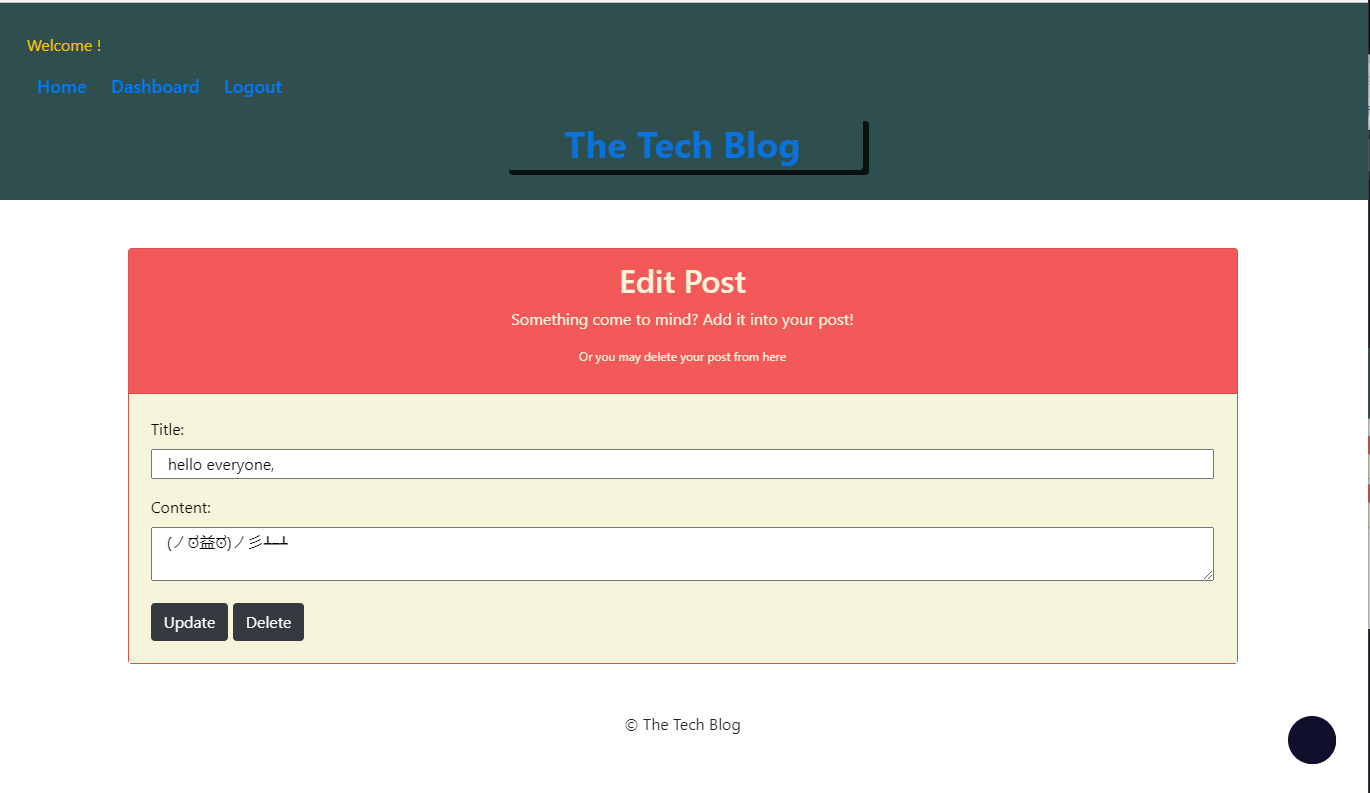 Welcome !
Home Dashboard Logout
The Tech Blog
Edit Post
Something come to mind? Add it into your post!
Or you may delete your post from here
Title:
hello everyone,
Content:
(ノಠ益ಠ)ノ彡┻━┻
Update Delete
© The Tech Blog